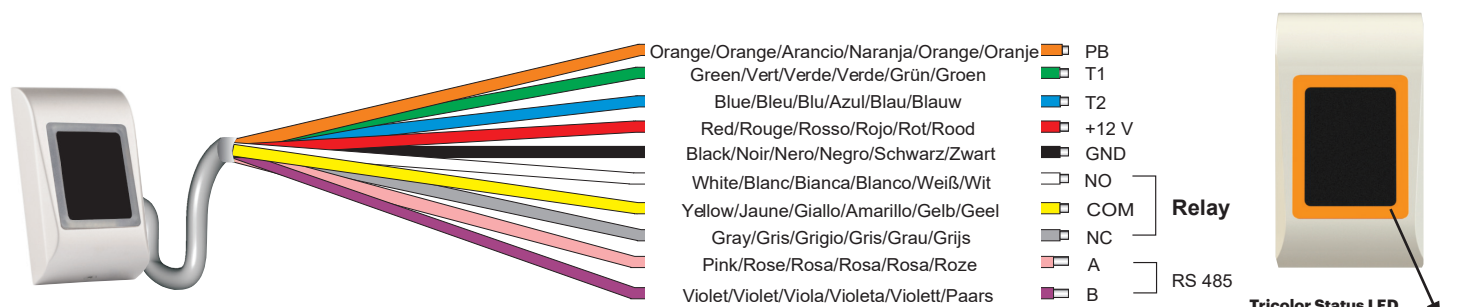 Orange/Orange/Arancio/Naranja/Orange/Oranje PB
Green/Vert/Verde/Verde/Grün/Groen T1
Blue/Bleu/Blu/Azul/Blau/Blauw T2
Red/Rouge/Rosso/Rojo/Rot/Rood +12 V
Black/Noir/Nero/Negro/Schwarz/Zwart GND
White/Blanc/Bianca/Blanco/Weiß/Wit NO
Yellow/Jaune/Giallo/Amarillo/Gelb/Geel COM Relay
Gray/Gris/Grigio/Gris/Grau/Grijs NC
Pink/Rose/Rosa/Rosa/Rosa/Roze A
RS 485
Violet/Violet/Viola/Violeta/Violett/Paars B
Tricolor Status LED